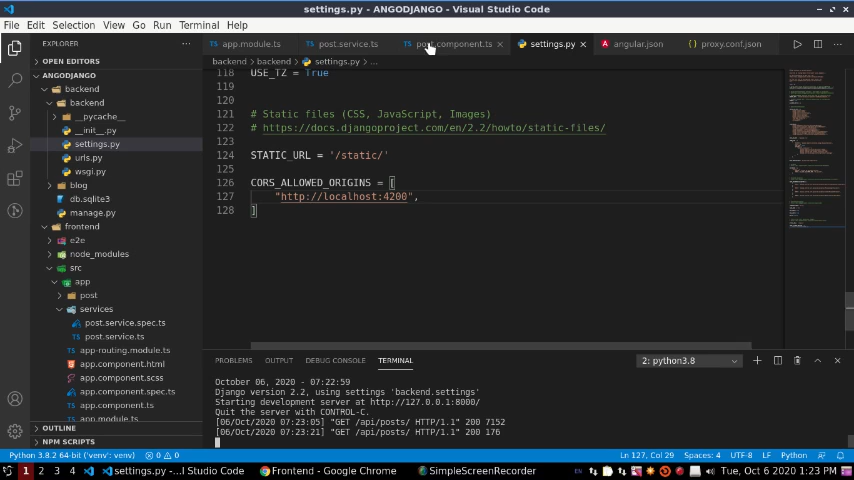 settings.py - ANGODJANGO - Visual Studio Code
File Edit Selection View Go Run Terminal Help
EXPLORER
app.module.ts post.service.ts post.component.ts settings.py angular.json proxy.conf.json
OPEN EDITORS
backend > backend > settings.py > ...
ANGODJANGO
backend
backend
__pycache__
__init__.py
settings.py
urls.py
wsgi.py
blog
db.sqlite3
manage.py
frontend
e2e
node_modules
src
app
post
services
post.service.spec.ts
post.service.ts
app-routing.module.ts
app.component.html
app.component.scss
app.component.spec.ts
app.component.ts
app.module.ts
OUTLINE
NPM SCRIPTS
118 USE_TZ = True
119
120
121 # Static files (CSS, JavaScript, Images)
122 # https://docs.djangoproject.com/en/2.2/howto/static-files/
123
124 STATIC_URL = '/static/'
125
126 CORS_ALLOWED_ORIGINS = [
127 "http://localhost:4200",
128 ]
PROBLEMS OUTPUT DEBUG CONSOLE TERMINAL 2: python3.8
October 06, 2020 - 07:22:59
Django version 2.2, using settings 'backend.settings'
Starting development server at http://127.0.0.1:8000/
Quit the server with CONTROL-C.
[06/Oct/2020 07:23:05] "GET /api/posts/ HTTP/1.1" 200 7152
[06/Oct/2020 07:23:21] "GET /api/posts/ HTTP/1.1" 200 176
Python 3.8.2 64-bit ('venv': venv) 0 0 Ln 127, Col 29 Spaces: 4 UTF-8 LF Python
1 2 3 4 settings.py -...l Studio Code Frontend - Google Chrome SimpleScreenRecorder EN Tue, Oct 6 2020 1:23 PM